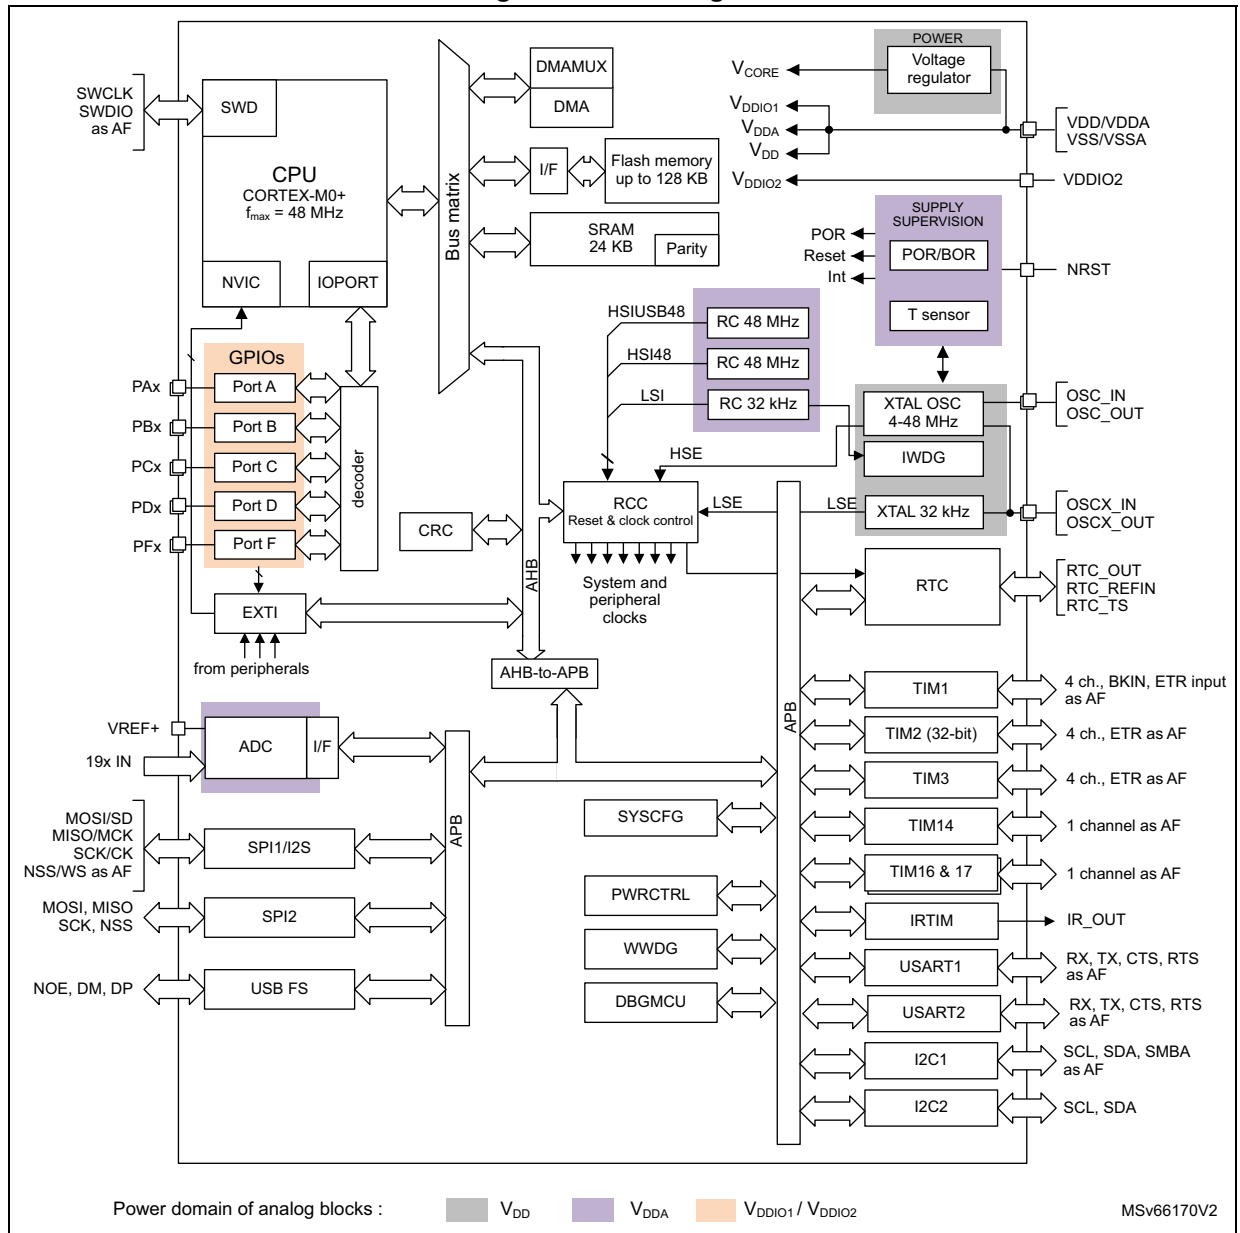 POWER
Voltage
regulator
VCORE
VDDIO1
VDDA
VDD
VDDIO2
VDD/VDDA
VSS/VSSA
VDDIO2
SWCLK
SWDIO
as AF
SWD
CPU
CORTEX-M0+
fmax = 48 MHz
NVIC
IOPORT
Bus matrix
DMAMUX
DMA
I/F
Flash memory
up to 128 KB
SRAM
24 KB
Parity
SUPPLY
SUPERVISION
POR
Reset
Int
POR/BOR
T sensor
NRST
HSIUSB48
RC 48 MHz
HSI48
RC 48 MHz
LSI
RC 32 kHz
GPIOs
PAx
Port A
PBx
Port B
PCx
Port C
PDx
Port D
PFx
Port F
decoder
XTAL OSC
4-48 MHz
IWDG
XTAL 32 kHz
OSC_IN
OSC_OUT
OSCX_IN
OSCX_OUT
HSE
LSE
LSE
RCC
Reset & clock control
System and
peripheral
clocks
CRC
AHB
EXTI
from peripherals
AHB-to-APB
RTC
RTC_OUT
RTC_REFIN
RTC_TS
VREF+
19x IN
ADC
I/F
MOSI/SD
MISO/MCK
SCK/CK
NSS/WS as AF
SPI1/I2S
MOSI, MISO
SCK, NSS
SPI2
NOE, DM, DP
USB FS
APB
SYSCFG
PWRCTRL
WWDG
DBGMCU
APB
TIM1
4 ch., BKIN, ETR input
as AF
TIM2 (32-bit)
4 ch., ETR as AF
TIM3
4 ch., ETR as AF
TIM14
1 channel as AF
TIM16 & 17
1 channel as AF
IRTIM
IR_OUT
USART1
RX, TX, CTS, RTS
as AF
USART2
RX, TX, CTS, RTS
as AF
I2C1
SCL, SDA, SMBA
as AF
I2C2
SCL, SDA
Power domain of analog blocks :
VDD
VDDA
VDDIO1 / VDDIO2
MSv66170V2